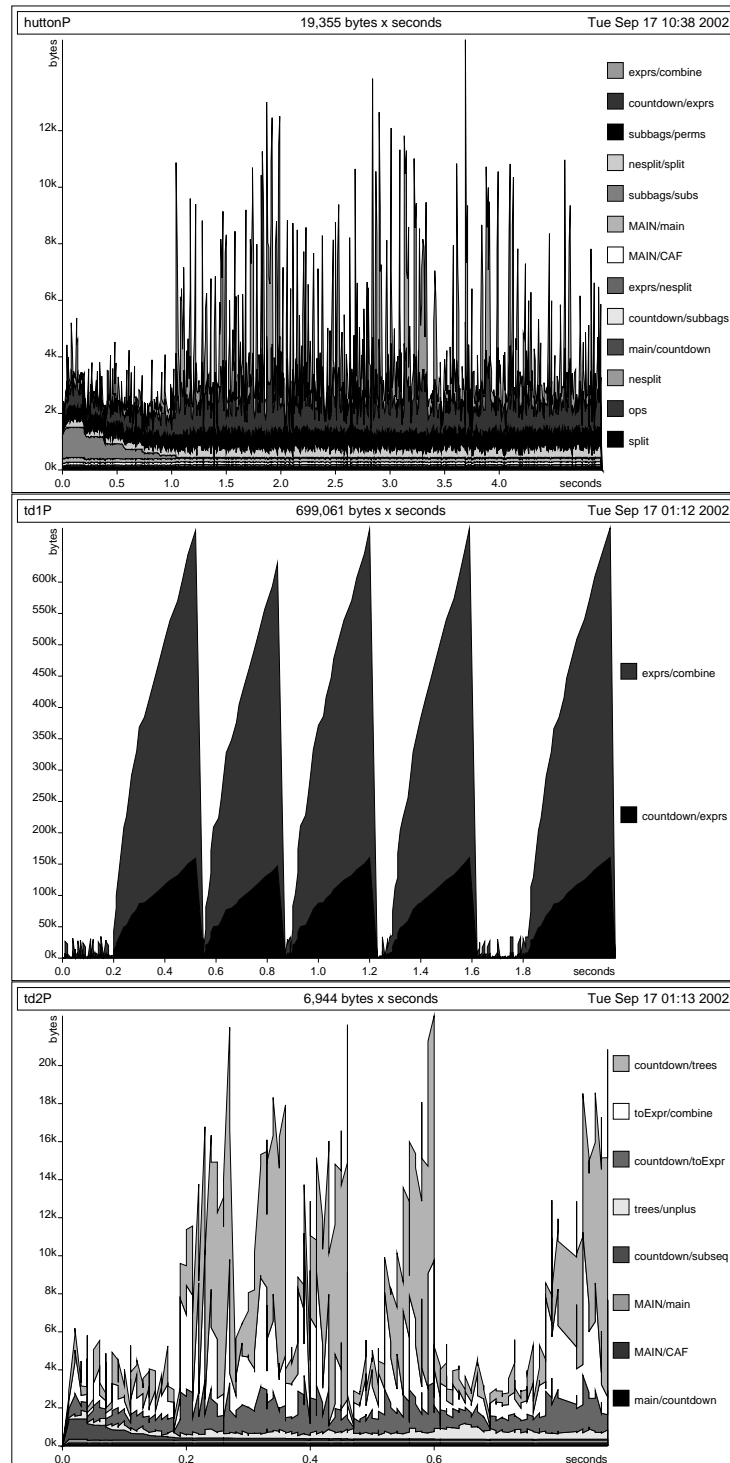 huttonP 19,355 bytes x seconds Tue Sep 17 10:38 2002
bytes
12k
10k
8k
6k
4k
2k
0k
0.0 0.5 1.0 1.5 2.0 2.5 3.0 3.5 4.0 seconds
exprs/combine
countdown/exprs
subbags/perms
nesplit/split
subbags/subs
MAIN/main
MAIN/CAF
exprs/nesplit
countdown/subbags
main/countdown
nesplit
ops
split
td1P 699,061 bytes x seconds Tue Sep 17 01:12 2002
bytes
600k
550k
500k
450k
400k
350k
300k
250k
200k
150k
100k
50k
0k
0.0 0.2 0.4 0.6 0.8 1.0 1.2 1.4 1.6 1.8 seconds
exprs/combine
countdown/exprs
td2P 6,944 bytes x seconds Tue Sep 17 01:13 2002
bytes
20k
18k
16k
14k
12k
10k
8k
6k
4k
2k
0k
0.0 0.2 0.4 0.6 seconds
countdown/trees
toExpr/combine
countdown/toExpr
trees/unplus
countdown/subseq
MAIN/main
MAIN/CAF
main/countdown